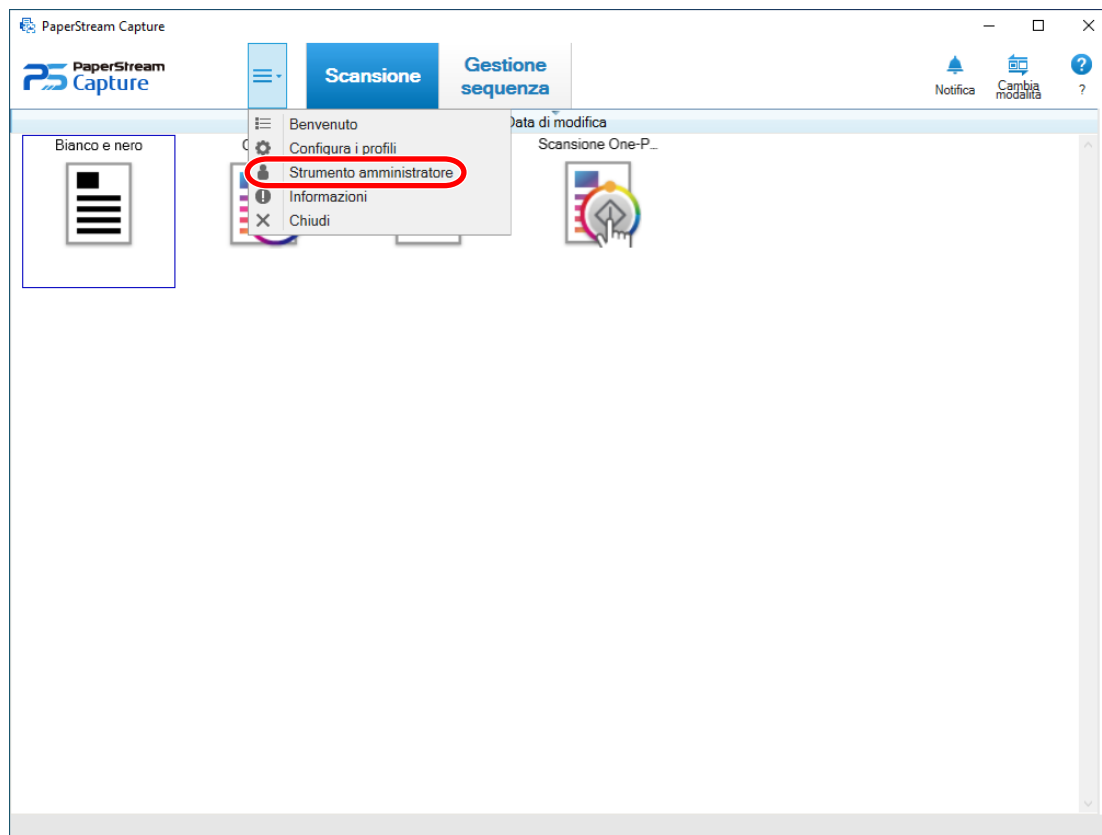 PaperStream Capture
PaperStream
Capture
Scansione
Gestione
sequenza
Notifica
Cambia
modalità
?
Data di modifica
Benvenuto
Configura i profili
Strumento amministratore
Informazioni
Chiudi
Bianco e nero
Scansione One-P...